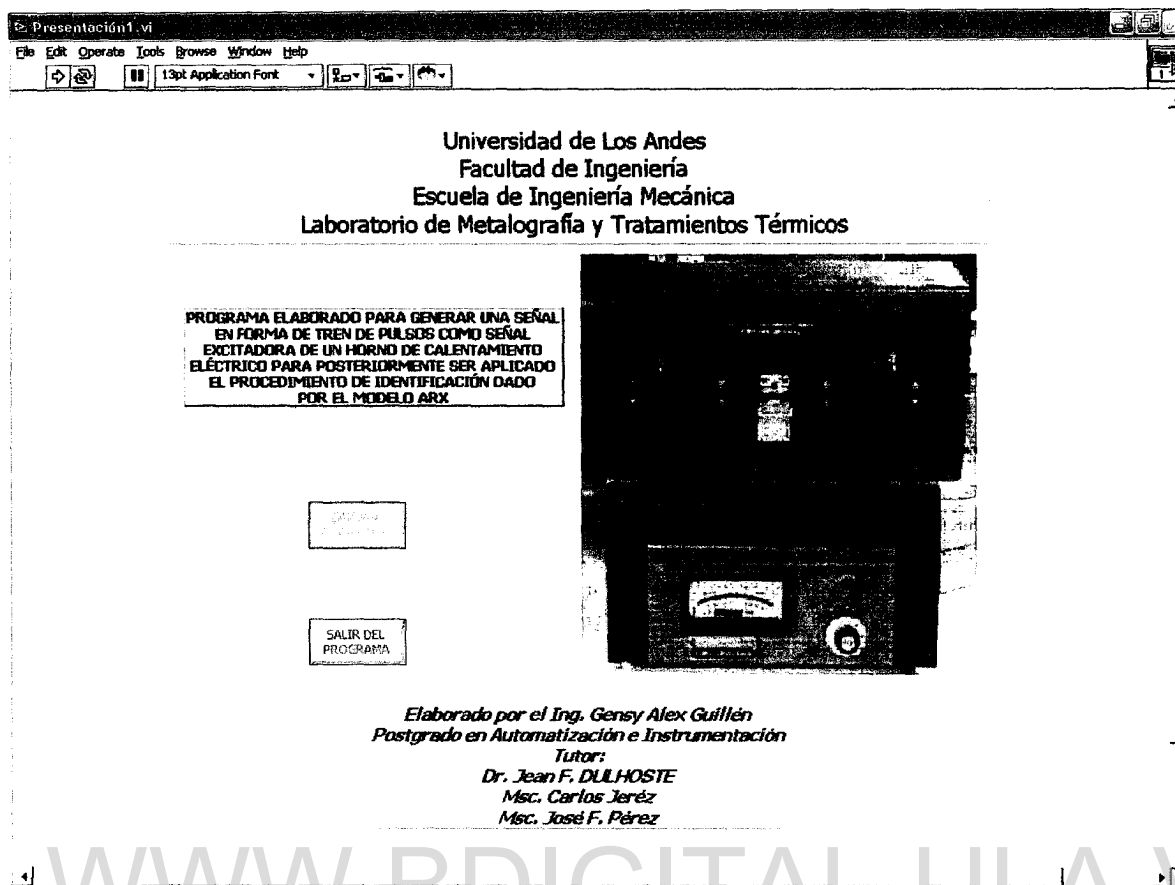 Presentación1.vi
File Edit Operate Tools Browse Window Help
13pt Application Font
1
Universidad de Los Andes
Facultad de Ingeniería
Escuela de Ingeniería Mecánica
Laboratorio de Metalografía y Tratamientos Térmicos
PROGRAMA ELABORADO PARA GENERAR UNA SEÑAL
EN FORMA DE TREN DE PULSOS COMO SEÑAL
EXCITADORA DE UN HORNO DE CALENTAMIENTO
ELÉCTRICO PARA POSTERIORMENTE SER APLICADO
EL PROCEDIMIENTO DE IDENTIFICACIÓN DADO
POR EL MODELO ARX
SALIR DEL
PROGRAMA
Elaborado por el Ing. Gensy Alex Guillén
Postgrado en Automatización e Instrumentación
Tutor:
Dr. Jean F. DULHOSTE
Msc. Carlos Jeréz
Msc. José F. Pérez
WWW.BDIGITAL.ULA.V